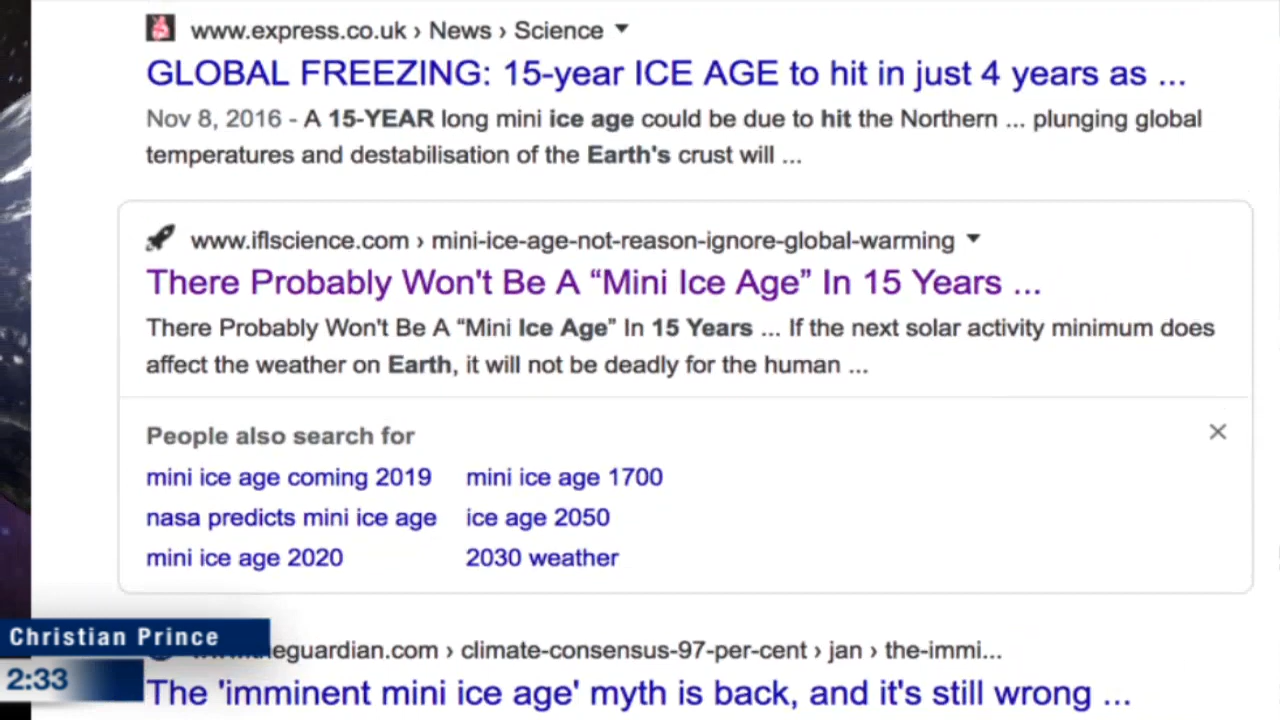 www.express.co.uk › News › Science
GLOBAL FREEZING: 15-year ICE AGE to hit in just 4 years as ...
Nov 8, 2016 - A 15-YEAR long mini ice age could be due to hit the Northern ... plunging global
temperatures and destabilisation of the Earth's crust will ...
www.iflscience.com › mini-ice-age-not-reason-ignore-global-warming
There Probably Won't Be A “Mini Ice Age” In 15 Years ...
There Probably Won't Be A “Mini Ice Age” In 15 Years ... If the next solar activity minimum does
affect the weather on Earth, it will not be deadly for the human ...
People also search for
mini ice age coming 2019 mini ice age 1700
nasa predicts mini ice age ice age 2050
mini ice age 2020 2030 weather
Christian Prince
eguardian.com › climate-consensus-97-per-cent › jan › the-immi...
2:33
The 'imminent mini ice age' myth is back, and it's still wrong ...